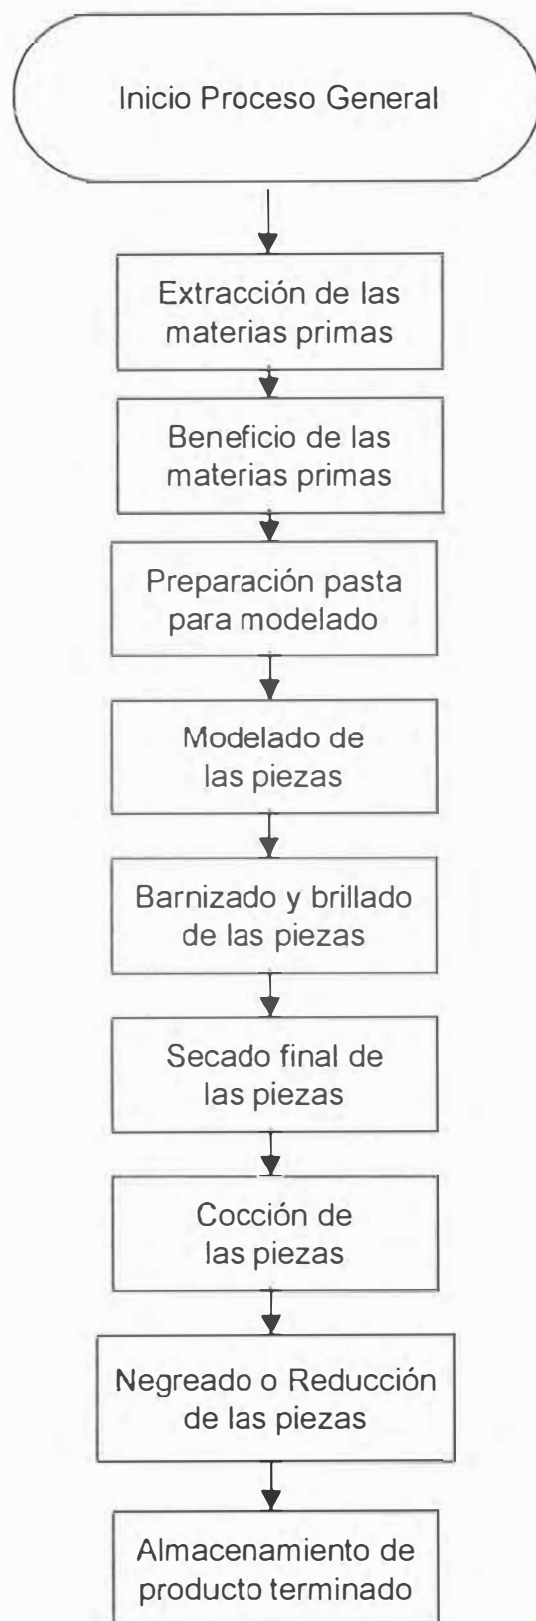 Inicio Proceso General
Extracción de las
materias primas
Beneficio de las
materias primas
Preparación pasta
para modelado
Modelado de
las piezas
Barnizado y brillado
de las piezas
Secado final de
las piezas
Cocción de
las piezas
Negreado o Reducción
de las piezas
Almacenamiento de
producto terminado